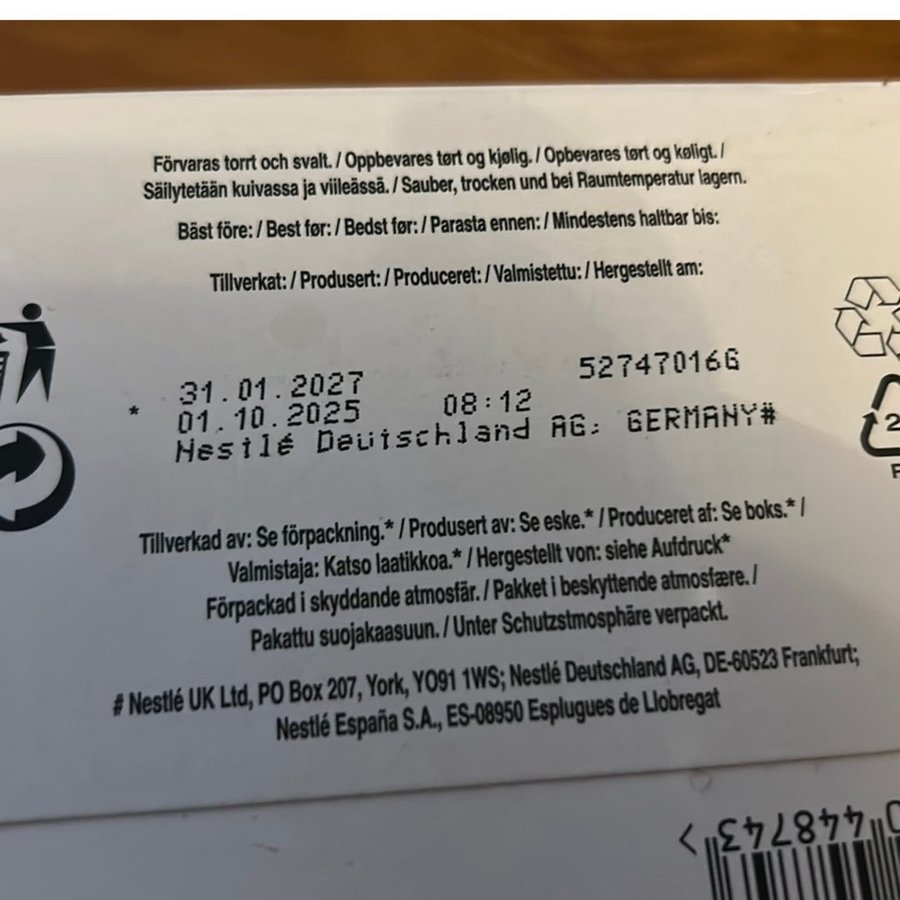 Förvaras torrt och svalt. / Oppbevares tørt og kjølig. / Opbevares tørt og køligt. /
Säilytetään kuivassa ja viileässä. / Sauber, trocken und bei Raumtemperatur lagern.
Bäst före: / Best før: / Bedst før: / Parasta ennen: / Mindestens haltbar bis:
Tillverkat: / Produsert: / Produceret: / Valmistettu: / Hergestellt am:
31.01.2027 52747016G
* 01.10.2025 08:12
Nestlé Deutschland AG: GERMANY#
2
Tillverkad av: Se förpackning.* / Produsert av: Se eske.* / Produceret af: Se boks.* /
Valmistaja: Katso laatikkoa.* / Hergestellt von: siehe Aufdruck*
Förpackad i skyddande atmosfär. / Pakket i beskyttende atmosfære. /
Pakattu suojakaasuun. / Unter Schutzstmosphäre verpackt.
# Nestlé UK Ltd, PO Box 207, York, YO91 1WS; Nestlé Deutschland AG, DE-60523 Frankfurt;
Nestlé España S.A., ES-08950 Esplugues de Llobregat
448743 >